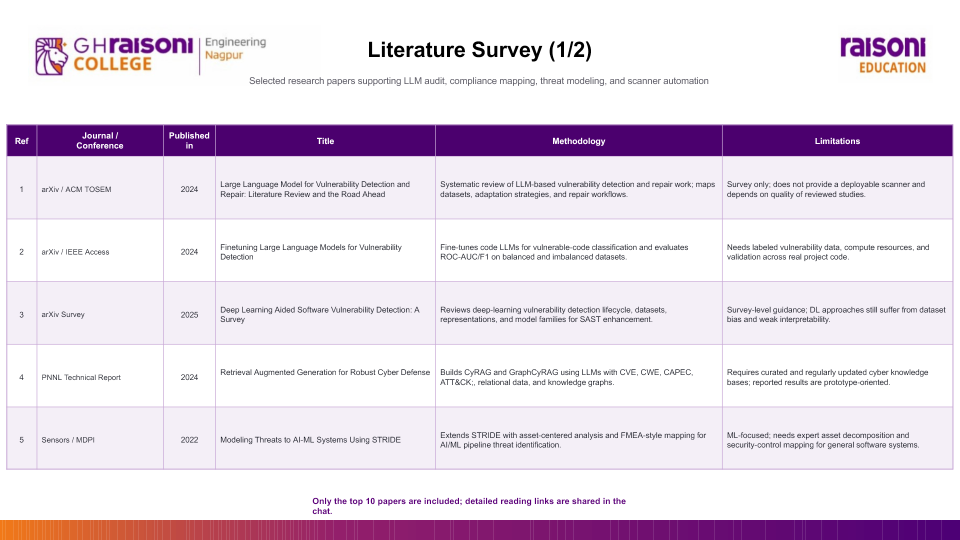 GHRAISONI
COLLEGE
Engineering
Nagpur
Literature Survey (1/2)
raisoni
EDUCATION
Selected research papers supporting LLM audit, compliance mapping, threat modeling, and scanner automation
Ref
Journal /
Conference
Published
in
Title
Methodology
Limitations
1
arXiv / ACM TOSEM
2024
Large Language Model for Vulnerability Detection and
Repair: Literature Review and the Road Ahead
Systematic review of LLM-based vulnerability detection and repair work; maps
datasets, adaptation strategies, and repair workflows.
Survey only; does not provide a deployable scanner and
depends on quality of reviewed studies.
2
arXiv / IEEE Access
2024
Finetuning Large Language Models for Vulnerability
Detection
Fine-tunes code LLMs for vulnerable-code classification and evaluates
ROC-AUC/F1 on balanced and imbalanced datasets.
Needs labeled vulnerability data, compute resources, and
validation across real project code.
3
arXiv Survey
2025
Deep Learning Aided Software Vulnerability Detection: A
Survey
Reviews deep-learning vulnerability detection lifecycle, datasets,
representations, and model families for SAST enhancement.
Survey-level guidance; DL approaches still suffer from dataset
bias and weak interpretability.
4
PNNL Technical Report
2024
Retrieval Augmented Generation for Robust Cyber Defense
Builds CyRAG and GraphCyRAG using LLMs with CVE, CWE, CAPEC,
ATT&CK;, relational data, and knowledge graphs.
Requires curated and regularly updated cyber knowledge
bases; reported results are prototype-oriented.
5
Sensors / MDPI
2022
Modeling Threats to AI-ML Systems Using STRIDE
Extends STRIDE with asset-centered analysis and FMEA-style mapping for
AI/ML pipeline threat identification.
ML-focused; needs expert asset decomposition and
security-control mapping for general software systems.
Only the top 10 papers are included; detailed reading links are shared in the
chat.